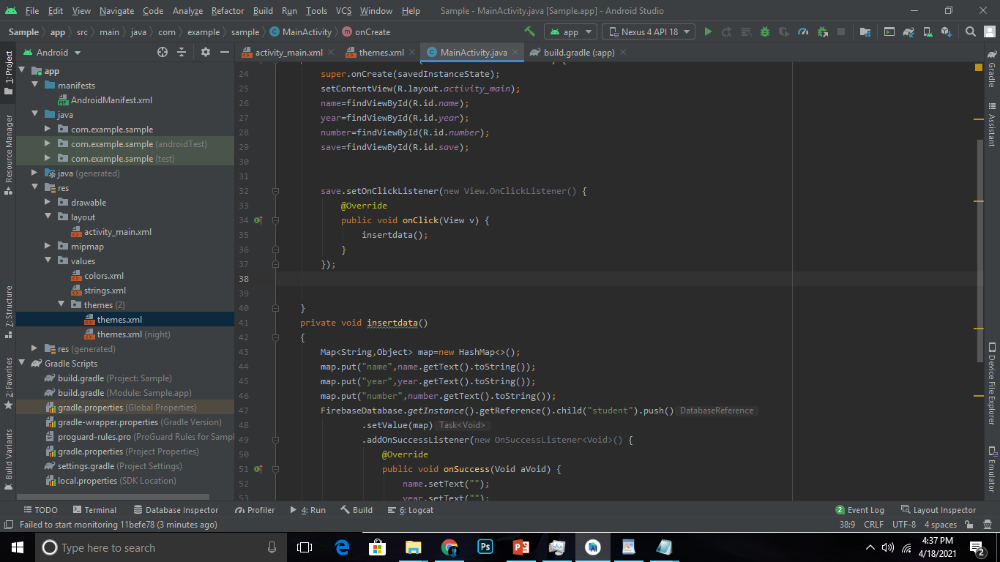 File Edit View Navigate Code Analyze Refactor Build Run Tools VCS Window Help Sample - MainActivity.java [Sample.app] - Android Studio
Sample app src main java com example sample MainActivity onCreate app Nexus 4 API 18
Android activity_main.xml themes.xml MainActivity.java build.gradle (:app)
1: Project
Resource Manager
Z: Structure
2: Favorites
Build Variants
app
manifests
AndroidManifest.xml
java
com.example.sample
com.example.sample (androidTest)
com.example.sample (test)
java (generated)
res
drawable
layout
activity_main.xml
mipmap
values
colors.xml
strings.xml
themes (2)
themes.xml
themes.xml (night)
res (generated)
Gradle Scripts
build.gradle (Project: Sample)
build.gradle (Module: Sample.app)
gradle.properties (Global Properties)
gradle-wrapper.properties (Gradle Version)
proguard-rules.pro (ProGuard Rules for Sampl
gradle.properties (Project Properties)
settings.gradle (Project Settings)
local.properties (SDK Location)
24 super.onCreate(savedInstanceState);
25 setContentView(R.layout.activity_main);
26 name=findViewById(R.id.name);
27 year=findViewById(R.id.year);
28 number=findViewById(R.id.number);
29 save=findViewById(R.id.save);
30
31
32 save.setOnClickListener(new View.OnClickListener() {
33 @Override
34 public void onClick(View v) {
35 insertdata();
36 }
37 });
38
39
40 }
41 private void insertdata()
42 {
43 Map<String,Object> map=new HashMap<>();
44 map.put("name",name.getText().toString());
45 map.put("year",year.getText().toString());
46 map.put("number",number.getText().toString());
47 FirebaseDatabase.getInstance().getReference().child("student").push() DatabaseReference
48 .setValue(map) Task<Void>
49 .addOnSuccessListener(new OnSuccessListener<Void>() {
50 @Override
51 public void onSuccess(Void aVoid) {
52 name.setText("");
53 year.setText("");
Gradle
Assistant
Device File Explorer
Emulator
TODO Terminal Database Inspector Profiler 4: Run Build 6: Logcat 2 Event Log Layout Inspector
Failed to start monitoring 11befe78 (3 minutes ago) 38:9 CRLF UTF-8 4 spaces
Type here to search
4:37 PM
4/18/2021
2